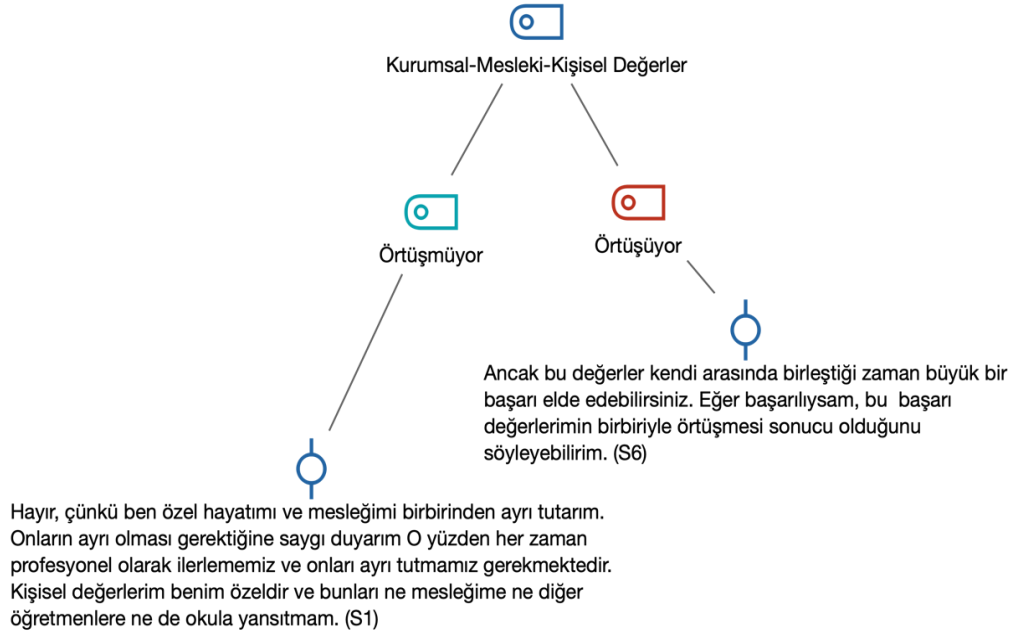 Kurumsal-Mesleki-Kişisel Değerler
Örtüşmüyor
Örtüşüyor
Ancak bu değerler kendi arasında birleştiği zaman büyük bir
başarı elde edebilirsiniz. Eğer başarılıysam, bu  başarı
değerlerimin birbiriyle örtüşmesi sonucu olduğunu
söyleyebilirim. (S6)
Hayır, çünkü ben özel hayatımı ve mesleğimi birbirinden ayrı tutarım.
Onların ayrı olması gerektiğine saygı duyarım O yüzden her zaman
profesyonel olarak ilerlememiz ve onları ayrı tutmamız gerekmektedir.
Kişisel değerlerim benim özeldir ve bunları ne mesleğime ne diğer
öğretmenlere ne de okula yansıtmam. (S1)